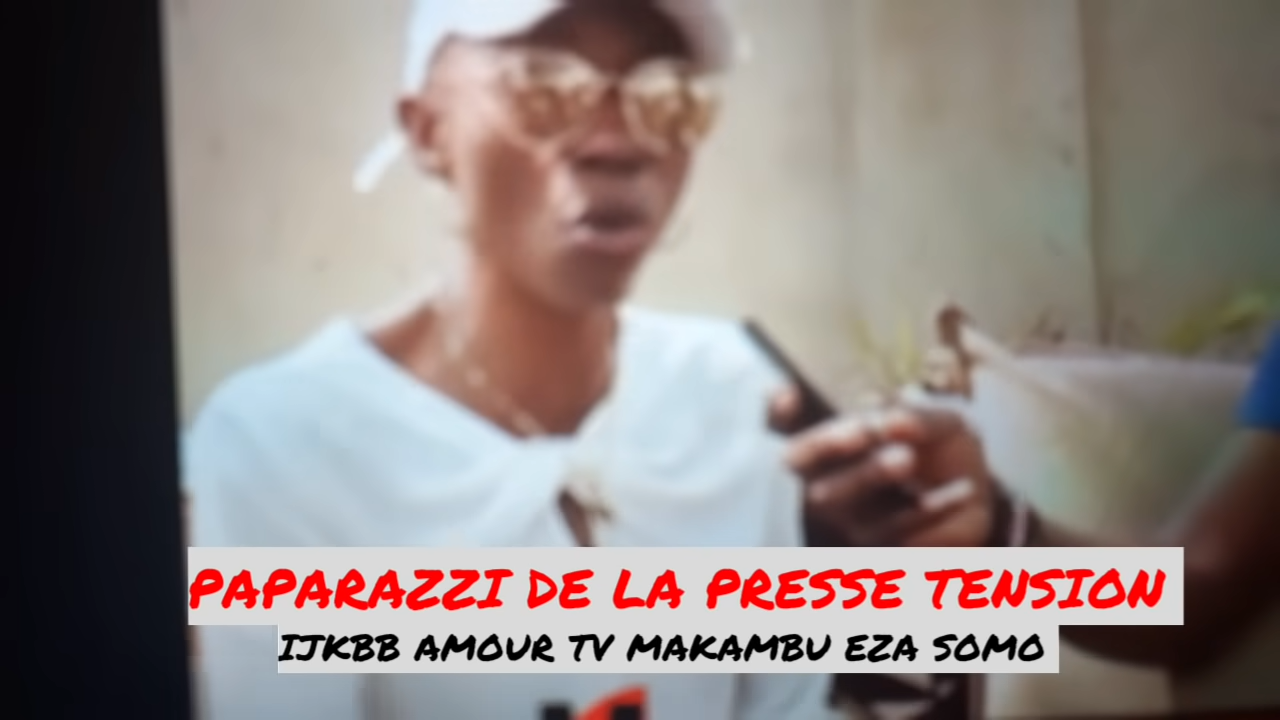 PAPARAZZI DE LA PRESSE TENSION
IJKBB AMOUR TV MAKAMBU EZA SOMO